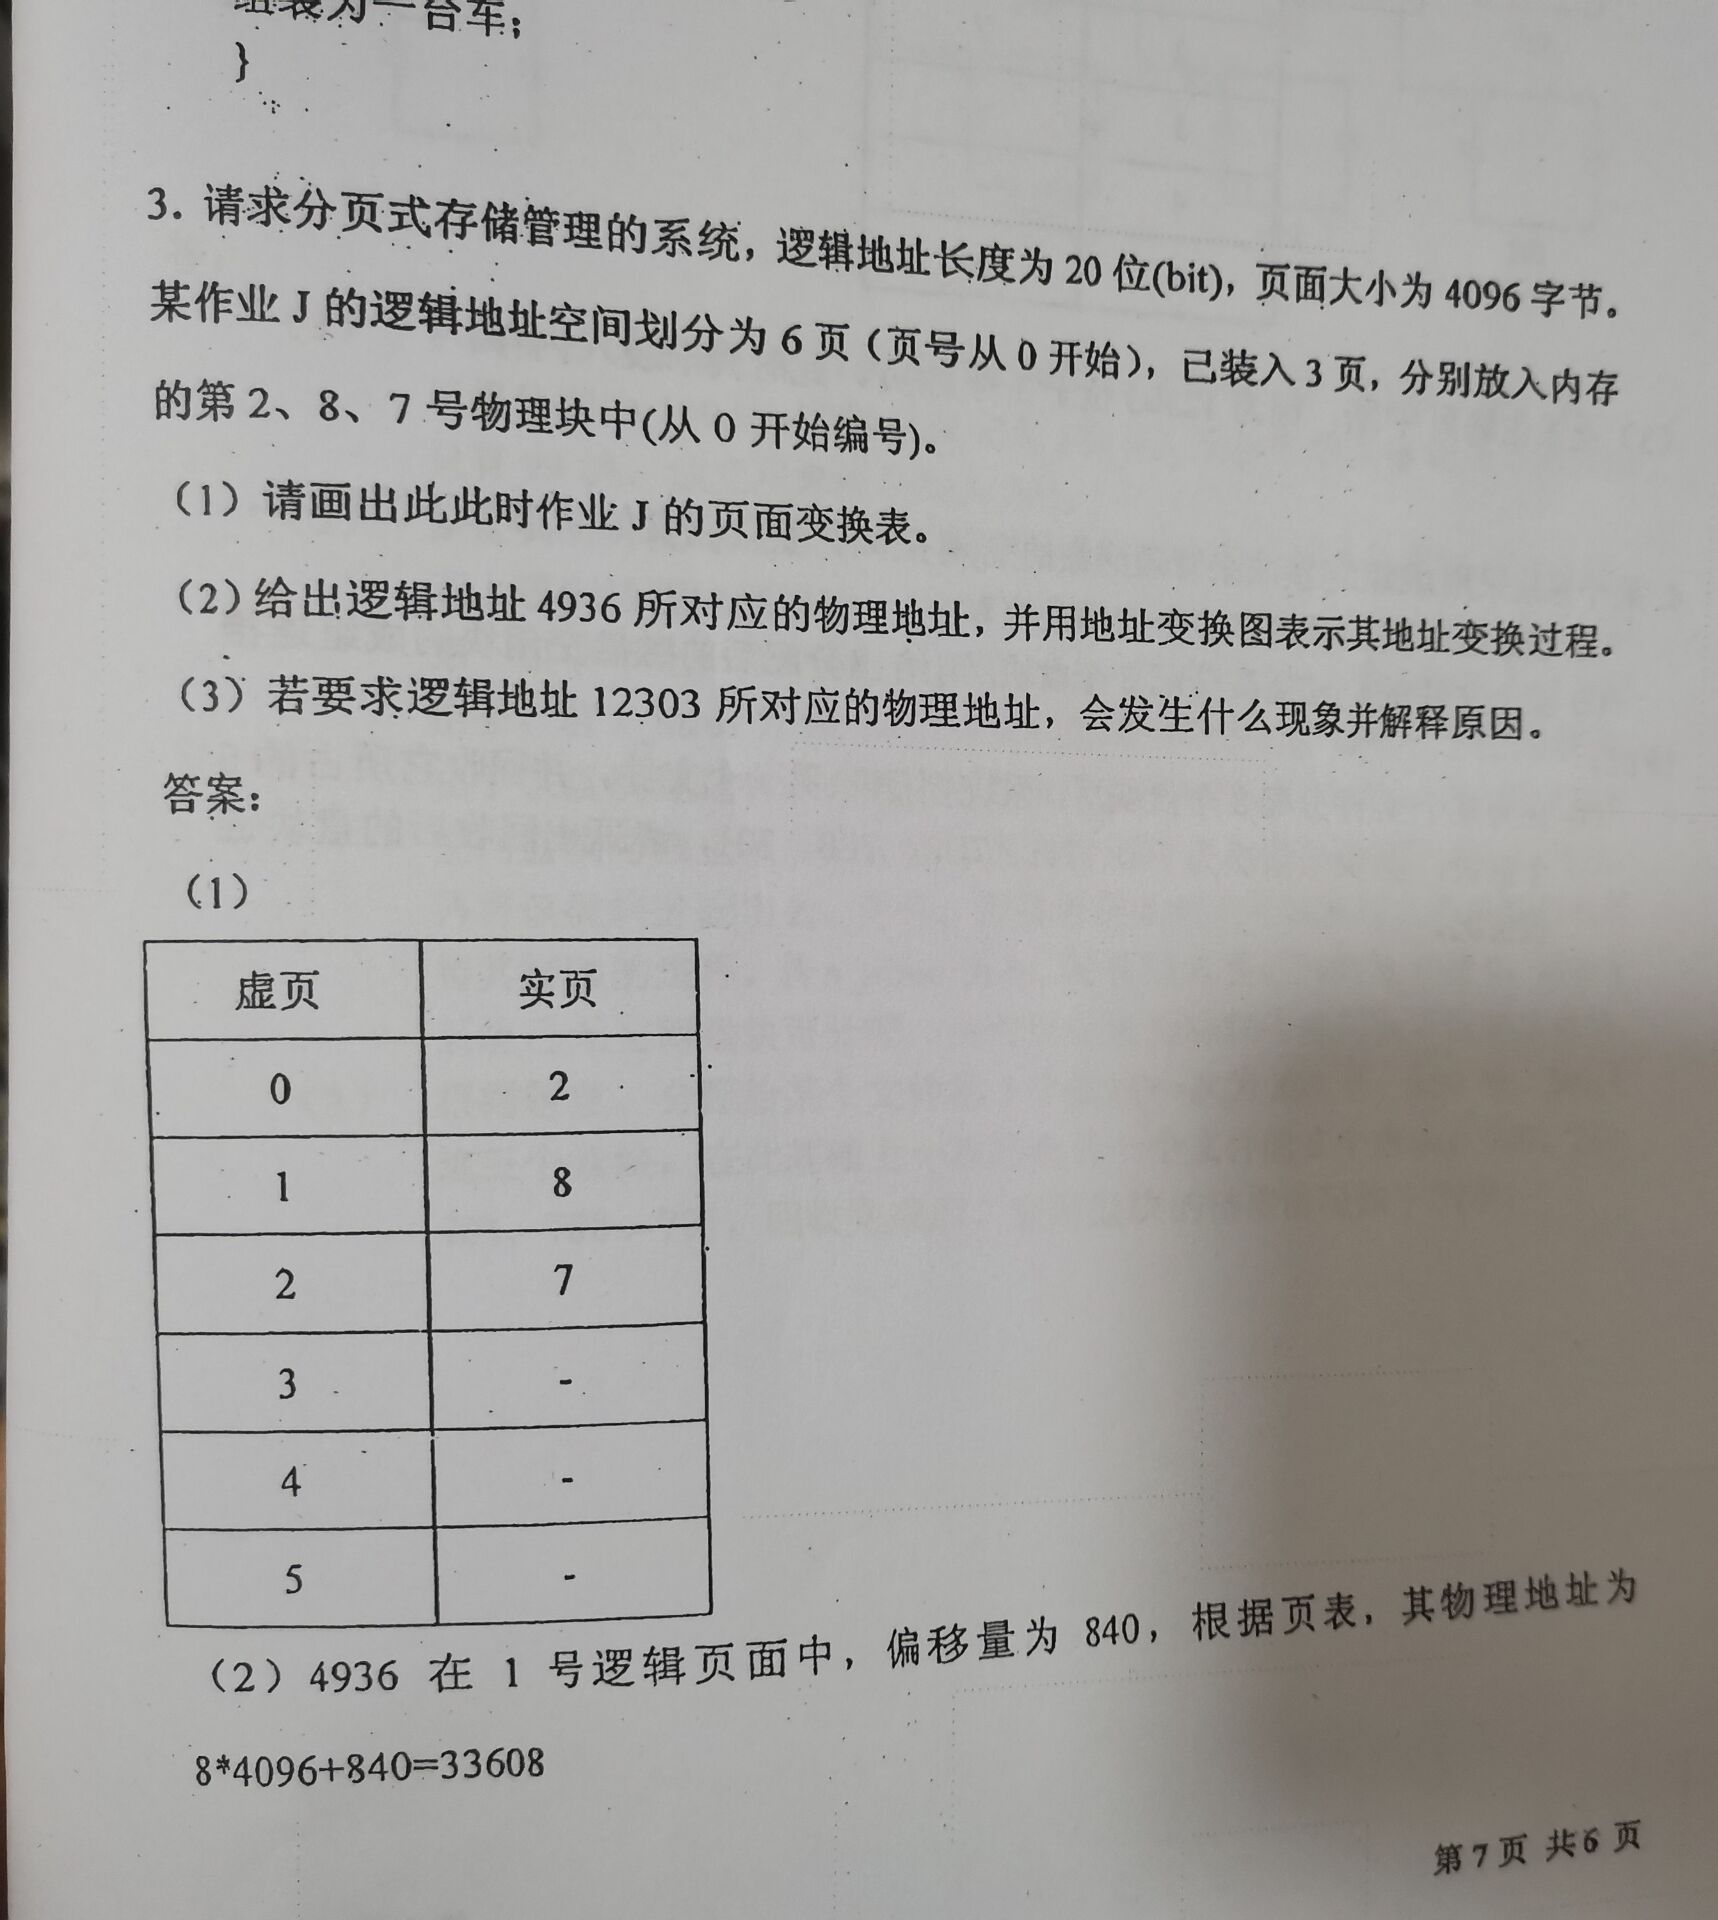 组装为一台车;
}
3. 请求分页式存储管理的系统，逻辑地址长度为 20 位(bit)，页面大小为 4096 字节。
某作业 J 的逻辑地址空间划分为 6 页（页号从 0 开始），已装入 3 页，分别放入内存
的第 2、8、7 号物理块中(从 0 开始编号)。
（1）请画出此此时作业 J 的页面变换表。
（2）给出逻辑地址 4936 所对应的物理地址，并用地址变换图表示其地址变换过程。
（3）若要求逻辑地址 12303 所对应的物理地址，会发生什么现象并解释原因。
答案：
（1）
虚页 实页
0 2
1 8
2 7
3 -
4 -
5 -
（2）4936 在 1 号逻辑页面中，偏移量为 840，根据页表，其物理地址为
8*4096+840=33608
第 7 页 共 6 页